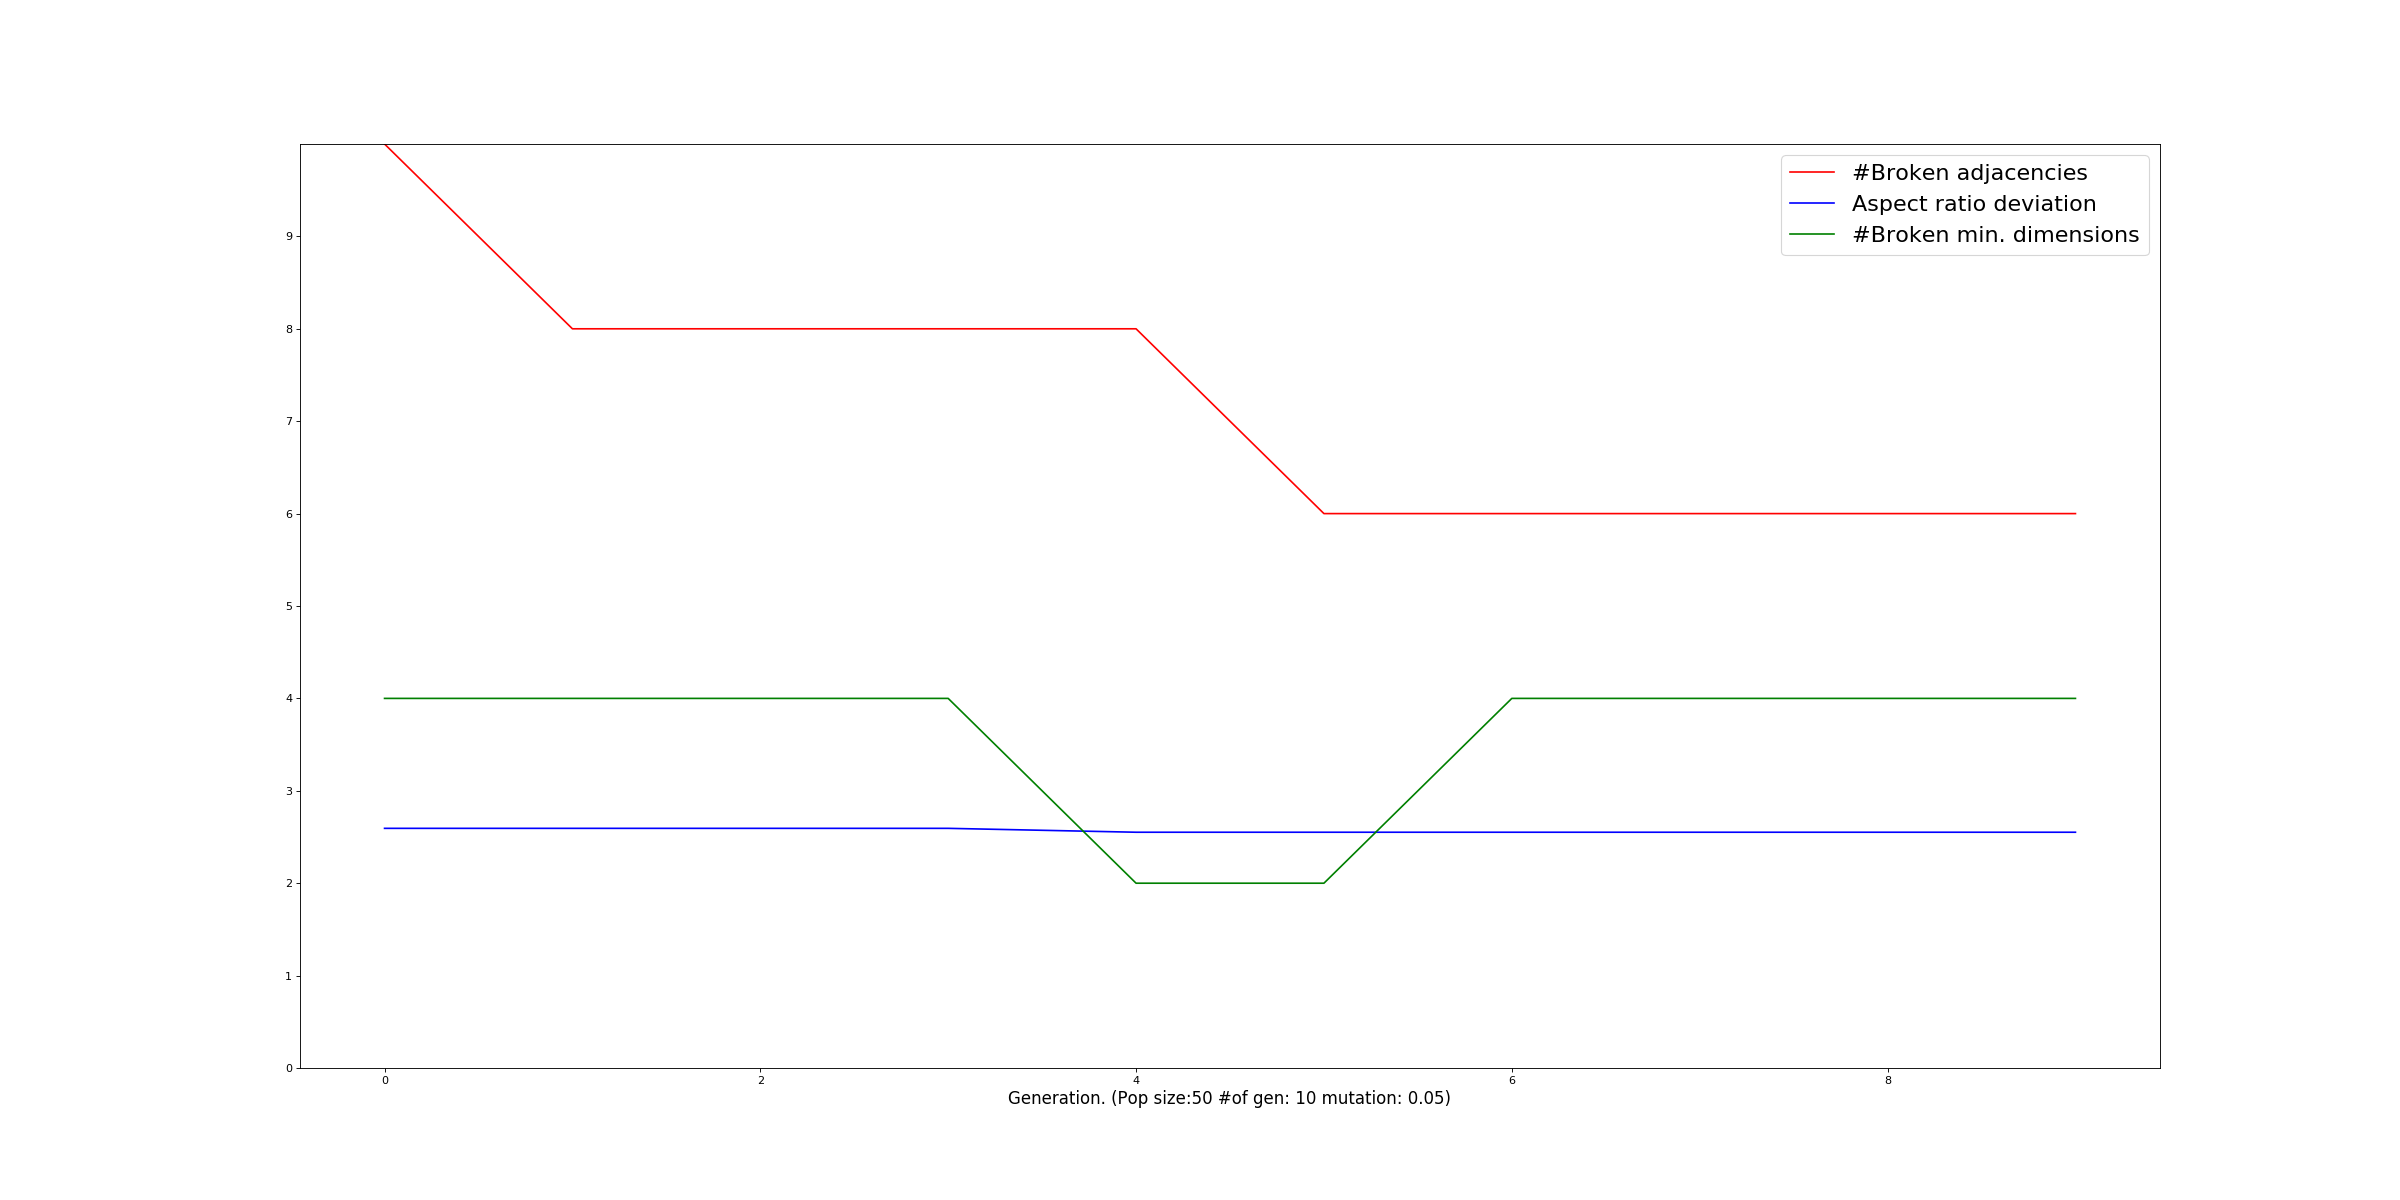 #Broken adjacencies
Aspect ratio deviation
#Broken min. dimensions
9
8
7
6
5
4
3
2
1
0
0 2 4 6 8
Generation. (Pop size:50 #of gen: 10 mutation: 0.05)